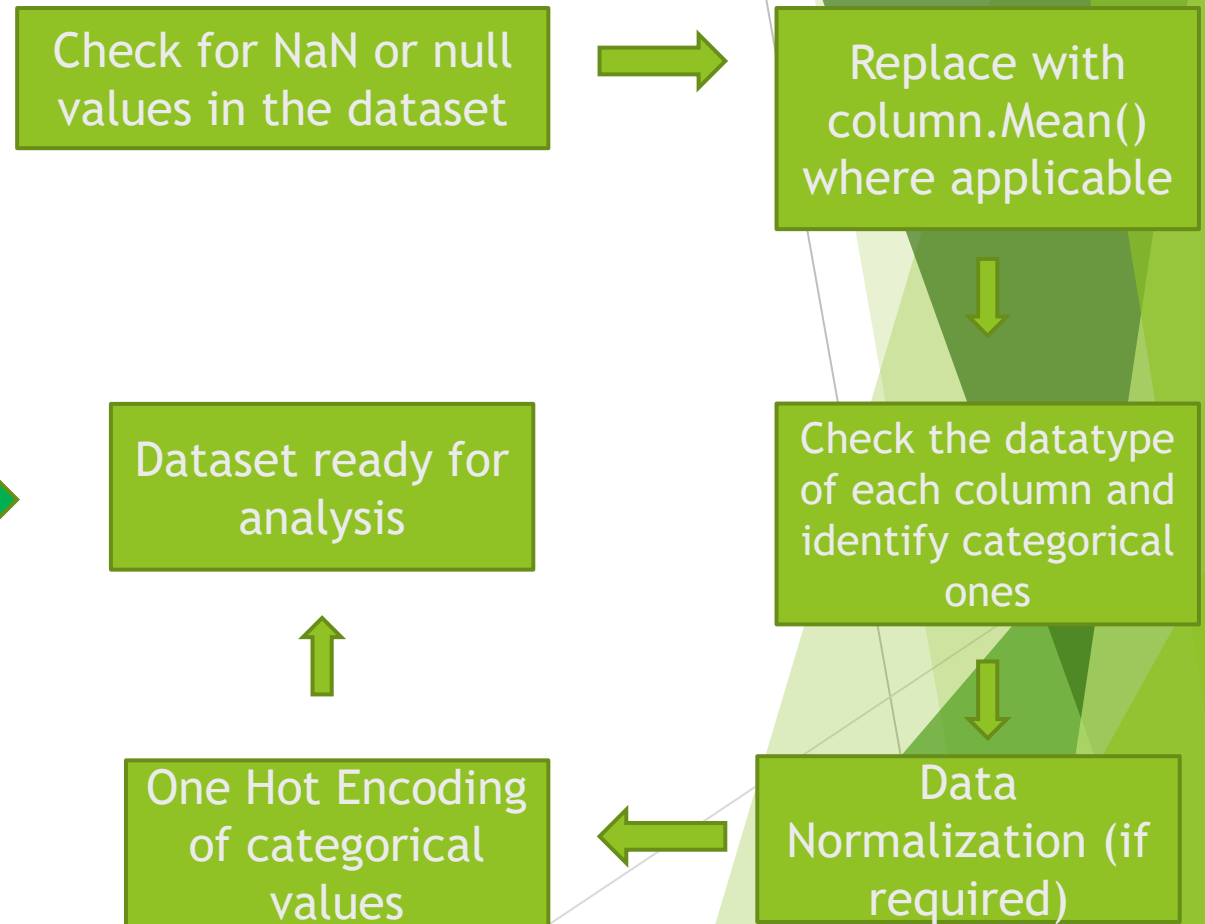 Check for NaN or null
values in the dataset
Replace with
column.Mean()
where applicable
Check the datatype
of each column and
identify categorical
ones
Data
Normalization (if
required)
One Hot Encoding
of categorical
values
Dataset ready for
analysis